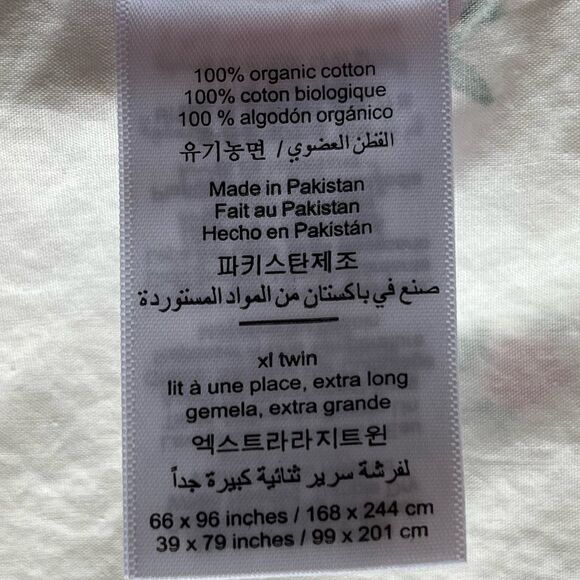 100% organic cotton
100% coton biologique
100 % algodón orgánico
유기농면 / القطن العضوي
Made in Pakistan
Fait au Pakistan
Hecho en Pakistán
파키스탄제조
صنع في باكستان من المواد المستوردة
xl twin
lit à une place, extra long
gemela, extra grande
엑스트라라지트윈
لفرشة سرير ثنائية كبيرة جداً
66 x 96 inches / 168 x 244 cm
39 x 79 inches / 99 x 201 cm